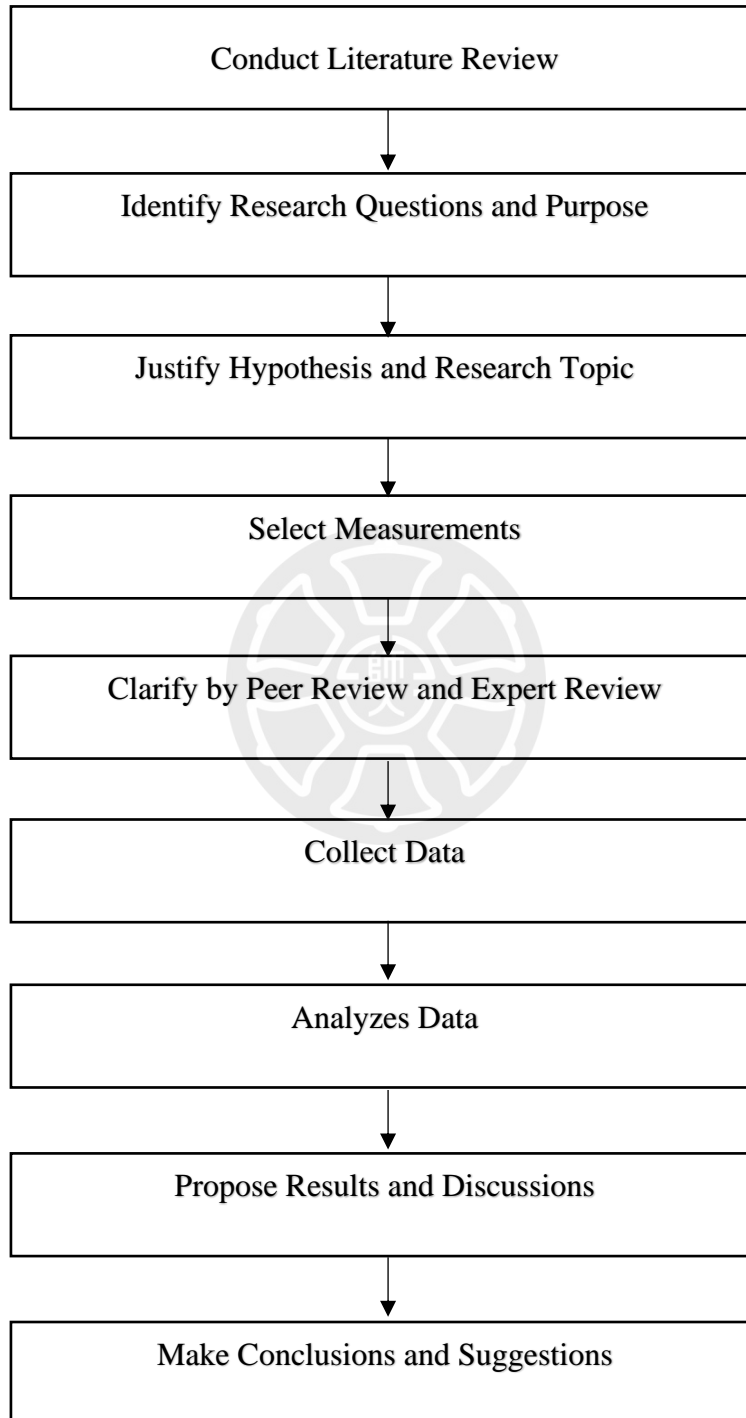 Conduct Literature Review
Identify Research Questions and Purpose
Justify Hypothesis and Research Topic
Select Measurements
Clarify by Peer Review and Expert Review
Collect Data
Analyzes Data
Propose Results and Discussions
Make Conclusions and Suggestions